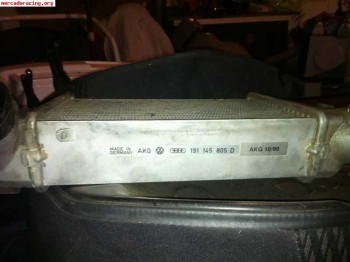 mercadoracing.org
MADE IN
GERMANY
AKG
191 145 805 D
AKG 10/90